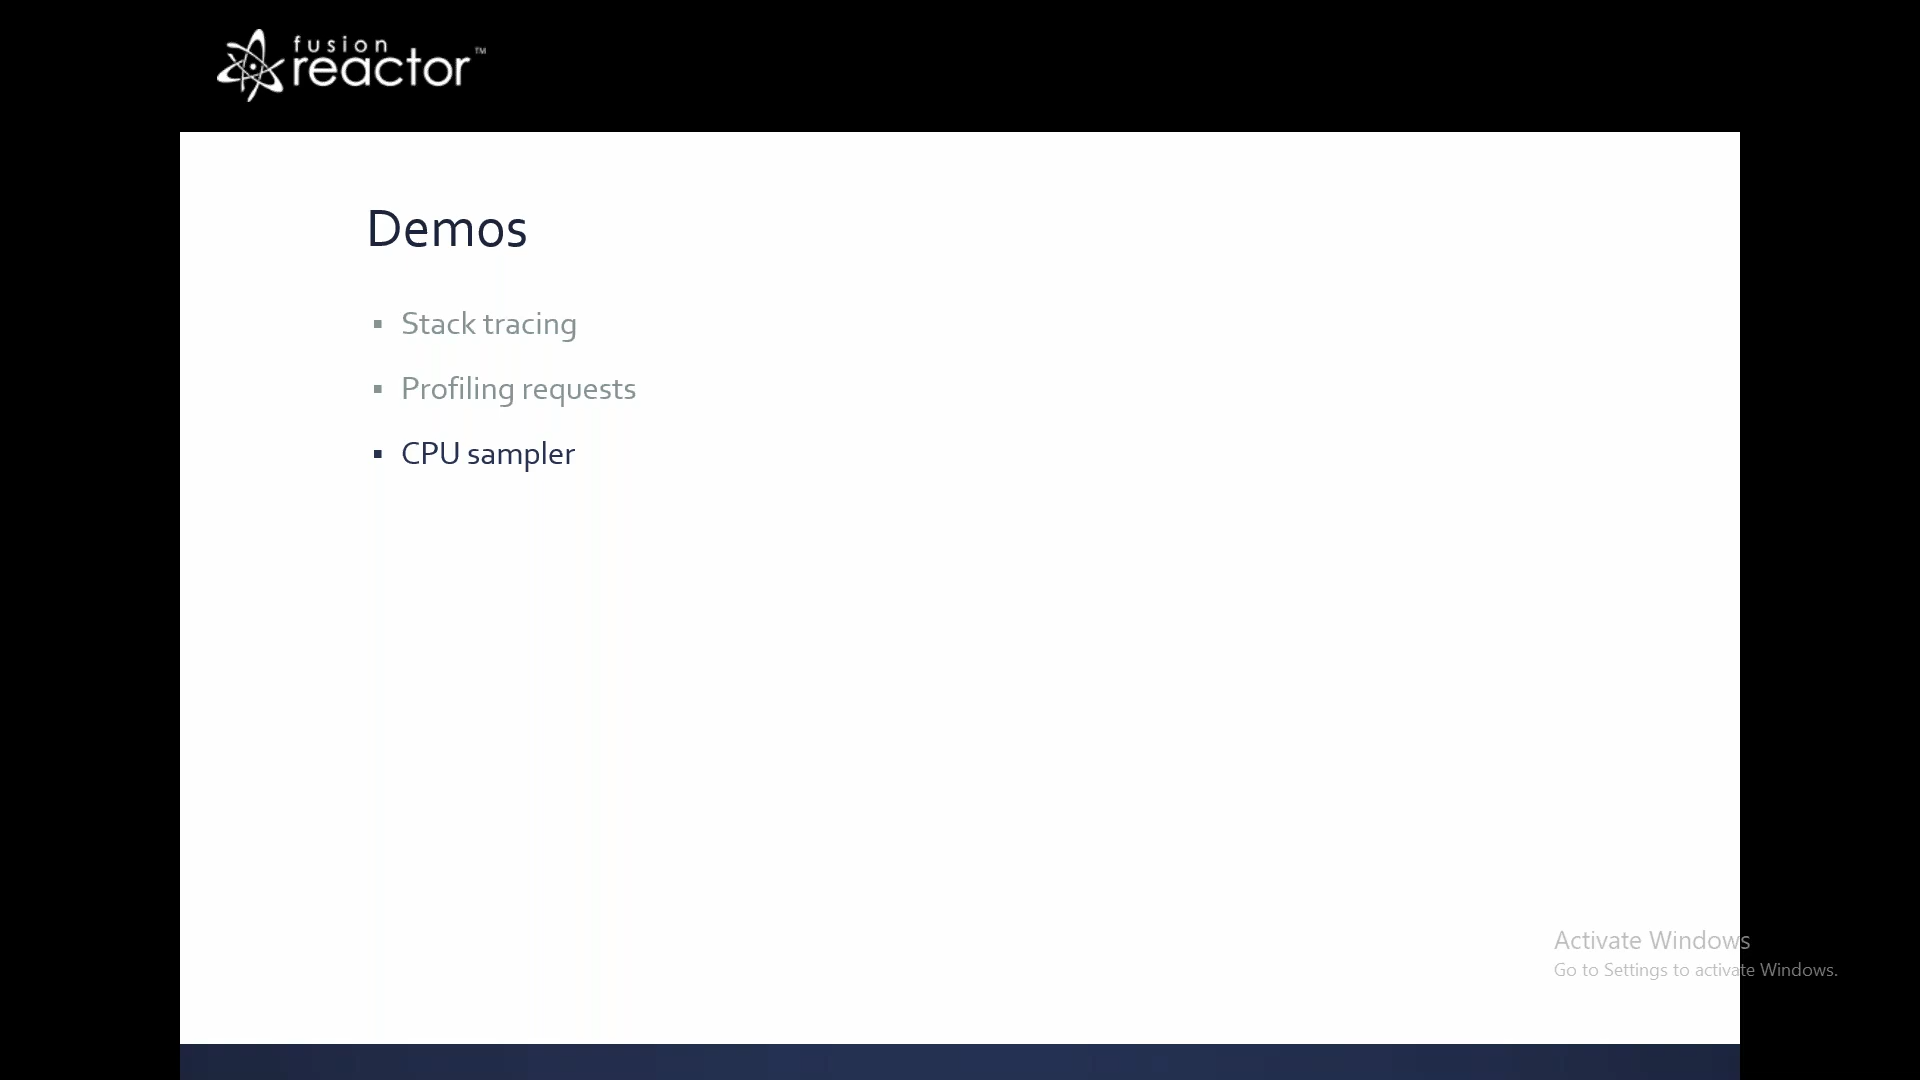 fusion
reactor™
Demos
▪ Stack tracing
▪ Profiling requests
▪ CPU sampler
Activate Windows
Go to Settings to activate Windows.